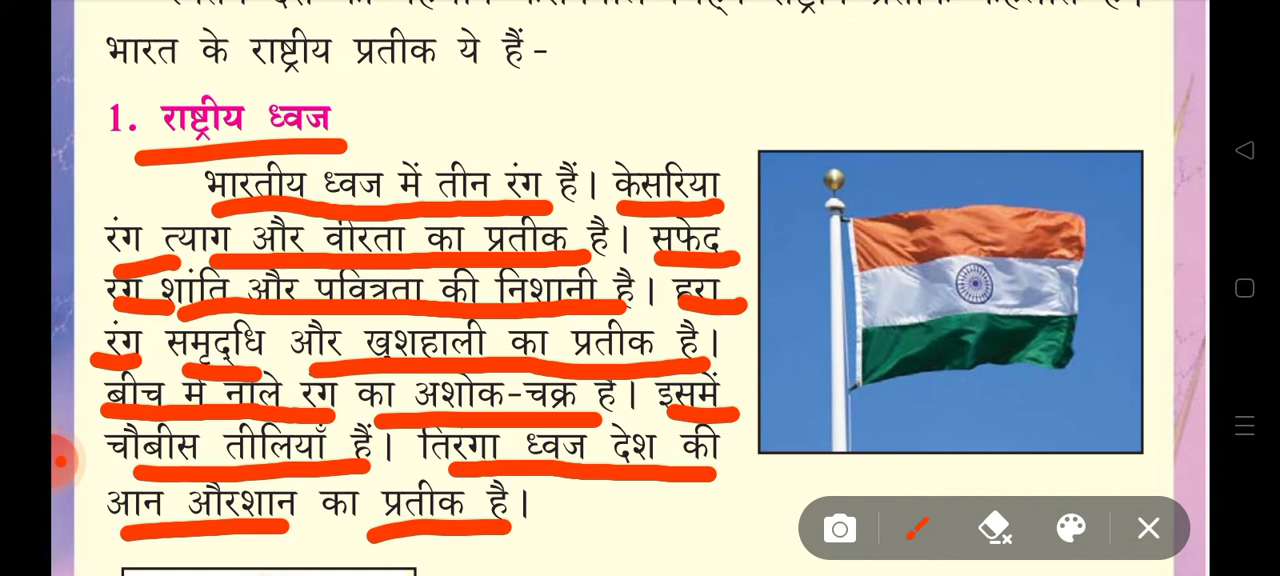 भारत के राष्ट्रीय प्रतीक ये हैं -
1. राष्ट्रीय ध्वज
भारतीय ध्वज में तीन रंग हैं। केसरिया
रंग त्याग और वीरता का प्रतीक है। सफेद
रंग शांति और पवित्रता की निशानी है। हरा
रंग समृद्धि और खुशहाली का प्रतीक है।
बीच में नीले रंग का अशोक-चक्र है। इसमें
चौबीस तीलियाँ हैं। तिरंगा ध्वज देश की
आन औरशान का प्रतीक है।